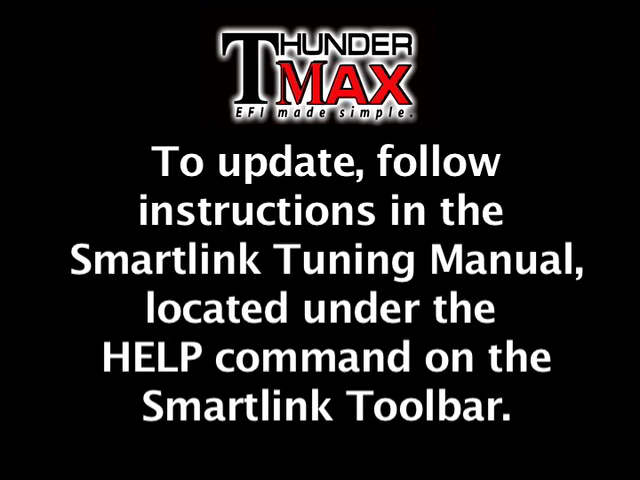 THUNDER
MAX
EFI made simple.
To update, follow
instructions in the
Smartlink Tuning Manual,
located under the
HELP command on the
Smartlink Toolbar.